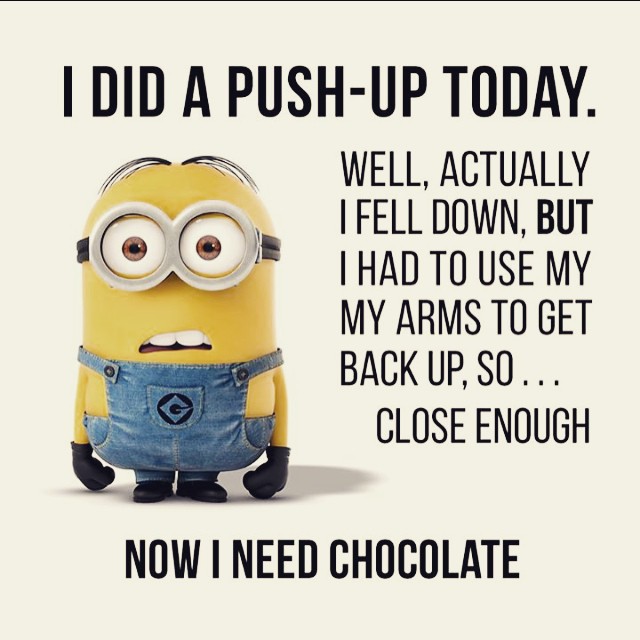 I DID A PUSH-UP TODAY.
WELL, ACTUALLY
I FELL DOWN, BUT
I HAD TO USE MY
MY ARMS TO GET
BACK UP, SO . . .
CLOSE ENOUGH
NOW I NEED CHOCOLATE